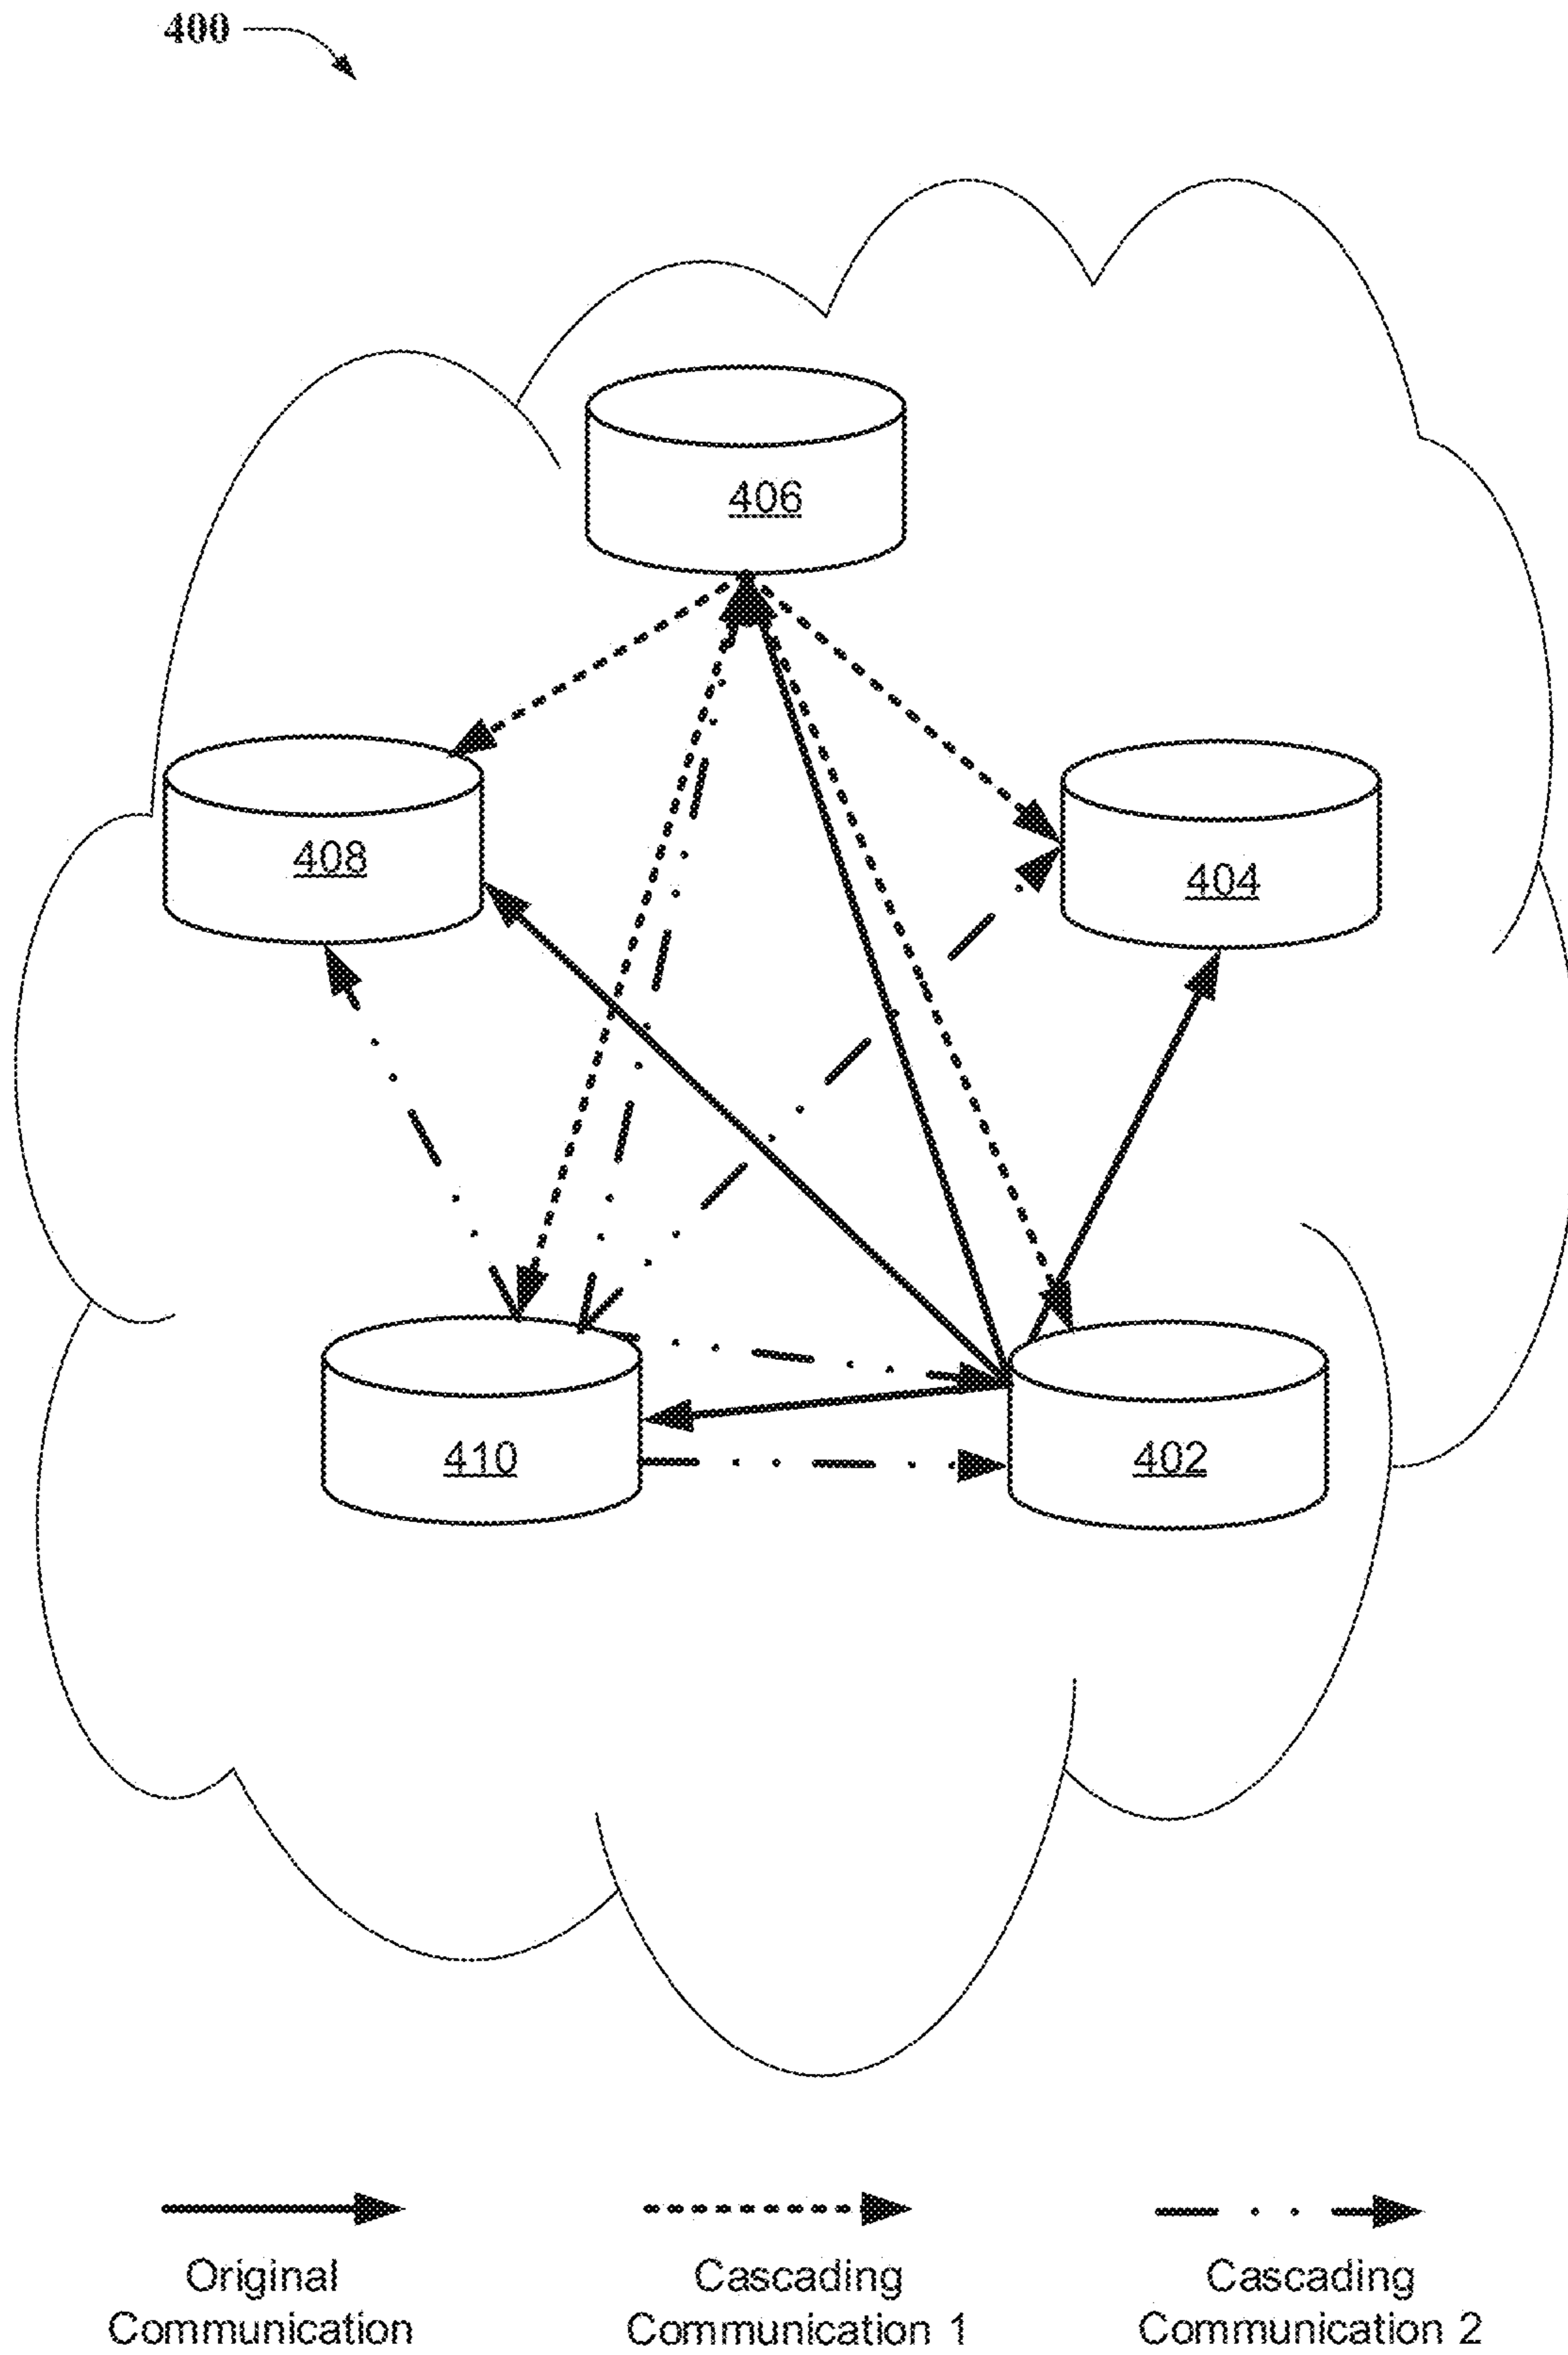 400
406
408
404
410
402
Original
Communication
Cascading
Communication 1
Cascading
Communication 2